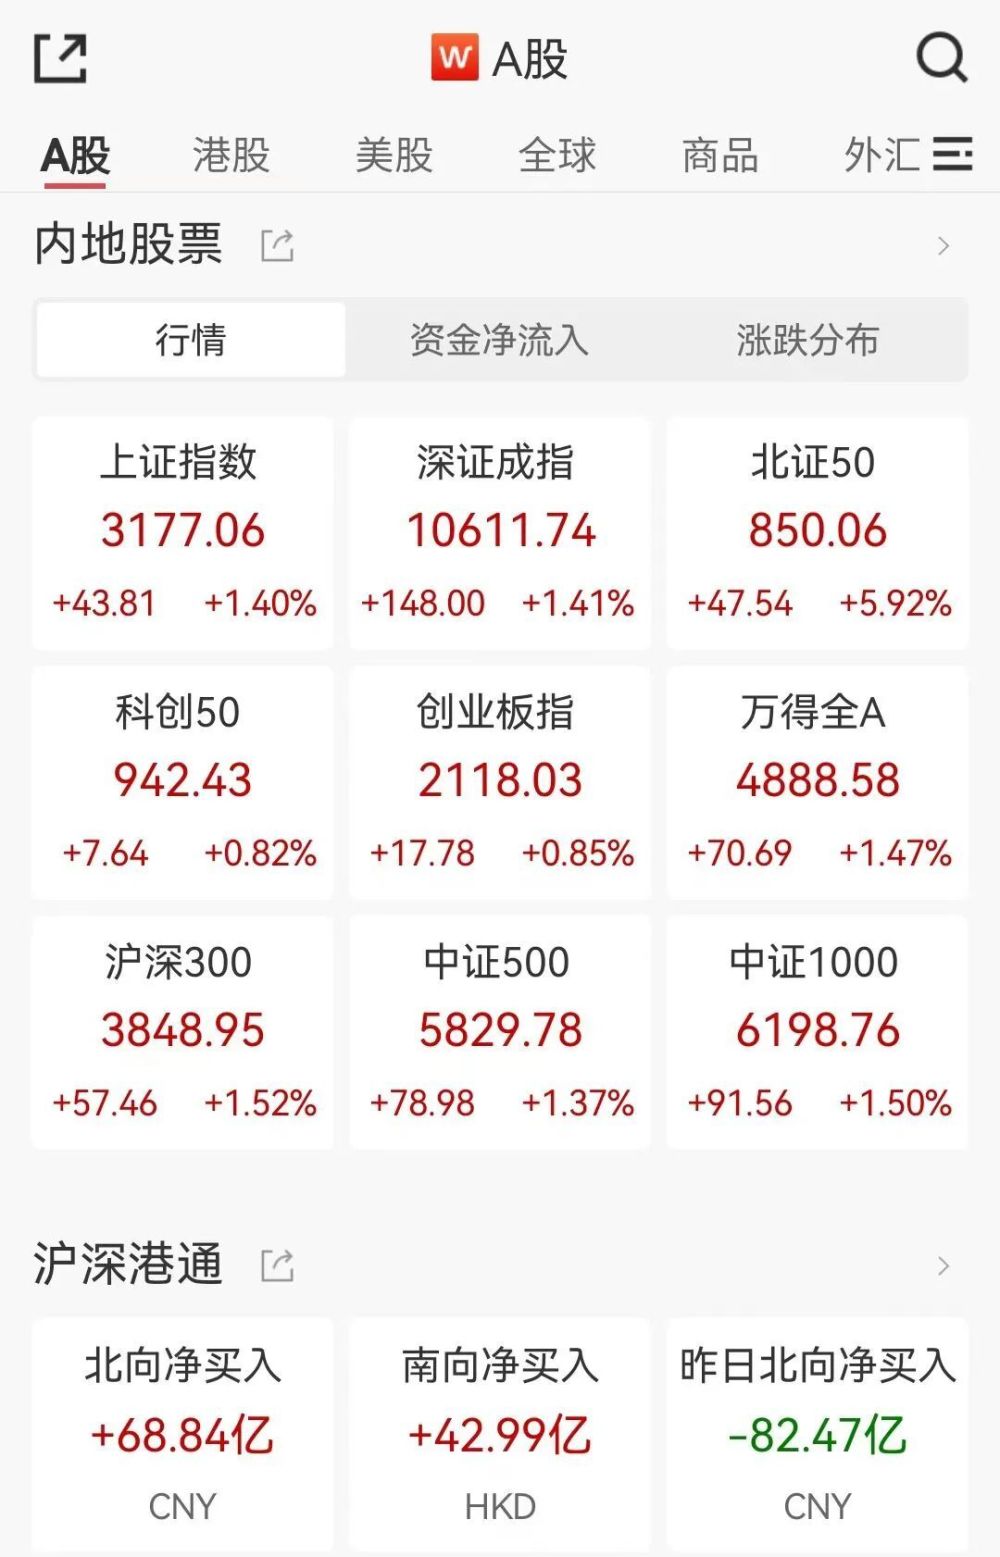 W A股
A股 港股 美股 全球 商品 外汇
内地股票
行情 资金净流入 涨跌分布
上证指数 深证成指 北证50
3177.06 10611.74 850.06
+43.81 +1.40% +148.00 +1.41% +47.54 +5.92%
科创50 创业板指 万得全A
942.43 2118.03 4888.58
+7.64 +0.82% +17.78 +0.85% +70.69 +1.47%
沪深300 中证500 中证1000
3848.95 5829.78 6198.76
+57.46 +1.52% +78.98 +1.37% +91.56 +1.50%
沪深港通
北向净买入 南向净买入 昨日北向净买入
+68.84亿 +42.99亿 -82.47亿
CNY HKD CNY